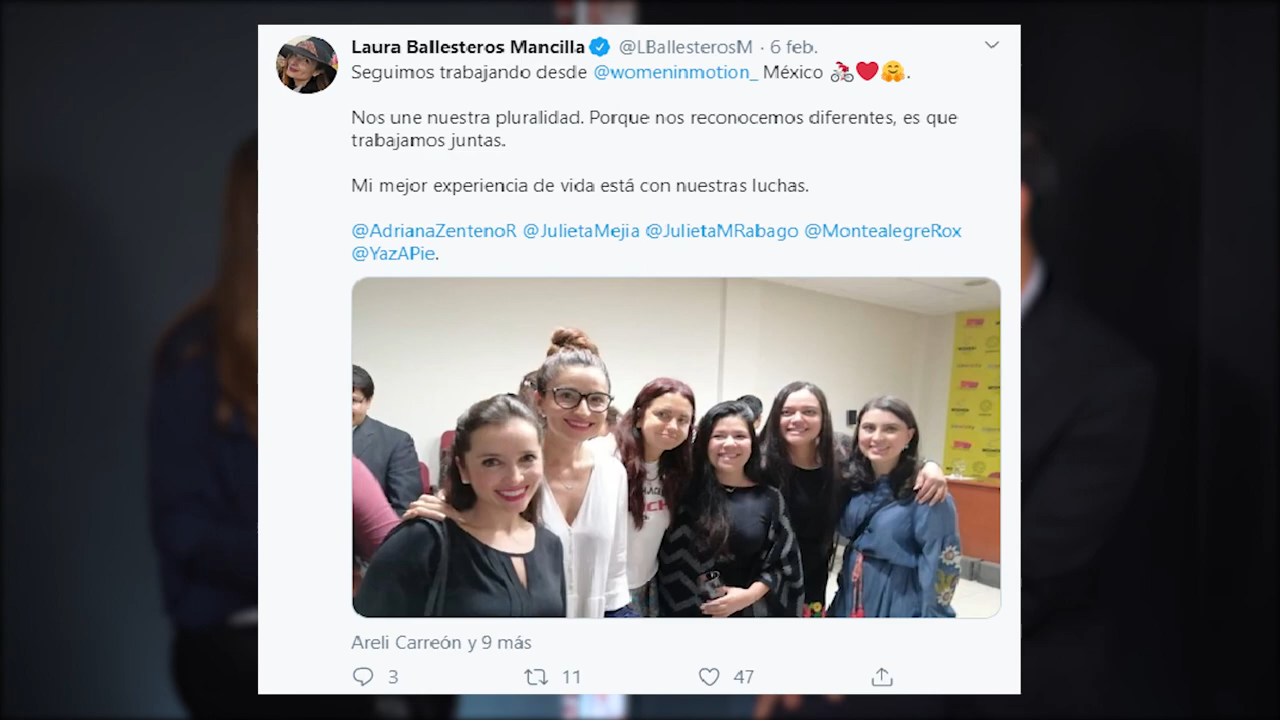 Laura Ballesteros Mancilla @LBallesterosM · 6 feb.
Seguimos trabajando desde @womeninmotion_ México 🚴❤️🤗.
Nos une nuestra pluralidad. Porque nos reconocemos diferentes, es que
trabajamos juntas.
Mi mejor experiencia de vida está con nuestras luchas.
@AdrianaZentenoR @JulietaMejia @JulietaMRabago @MontealegreRox
@YazAPie.
Areli Carreón y 9 más
3 11 47